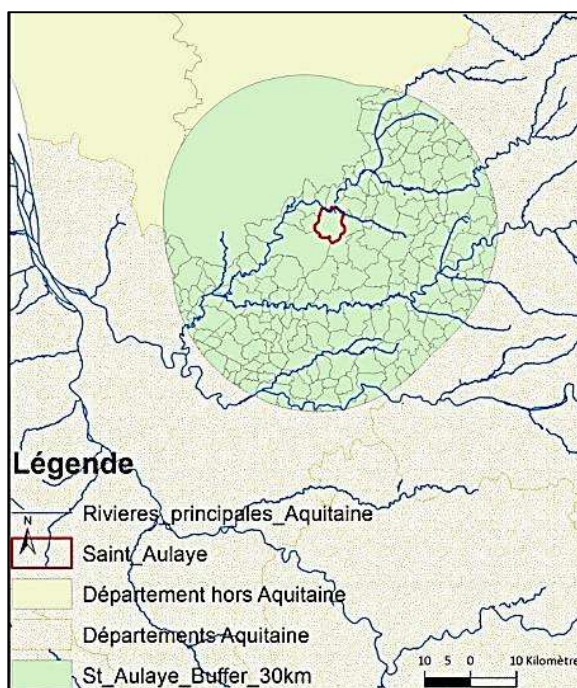 Légende
N
Rivieres_principales_Aquitaine
Saint_Aulaye
Département hors Aquitaine
Départements Aquitaine
St_Aulaye_Buffer_30km
10 5 0 10 Kilomètre